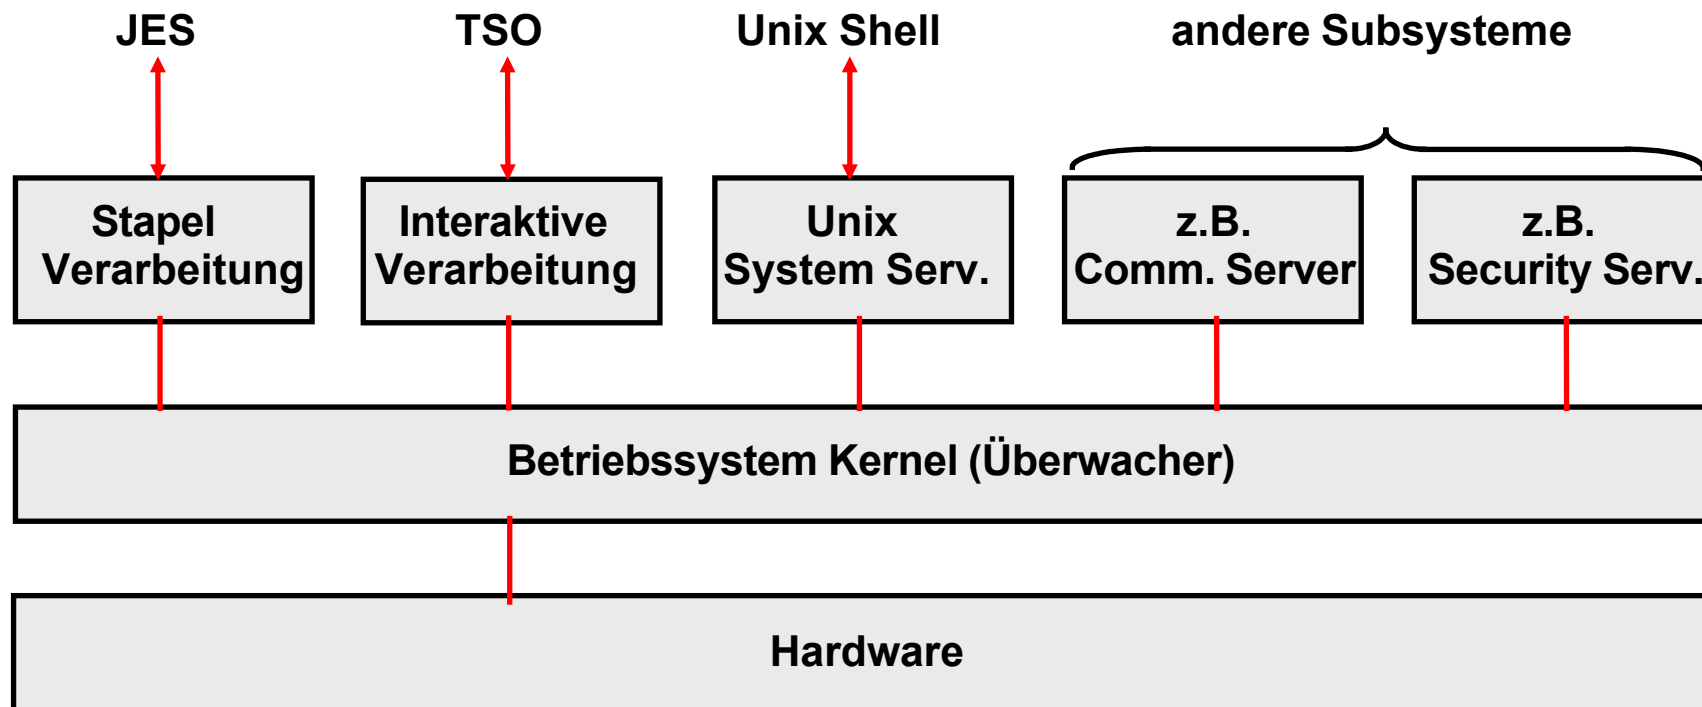 JES
TSO
Unix Shell
andere Subsysteme
Stapel
Verarbeitung
Interaktive
Verarbeitung
Unix
System Serv.
z.B.
Comm. Server
z.B.
Security Serv.
Betriebssystem Kernel (Überwacher)
Hardware